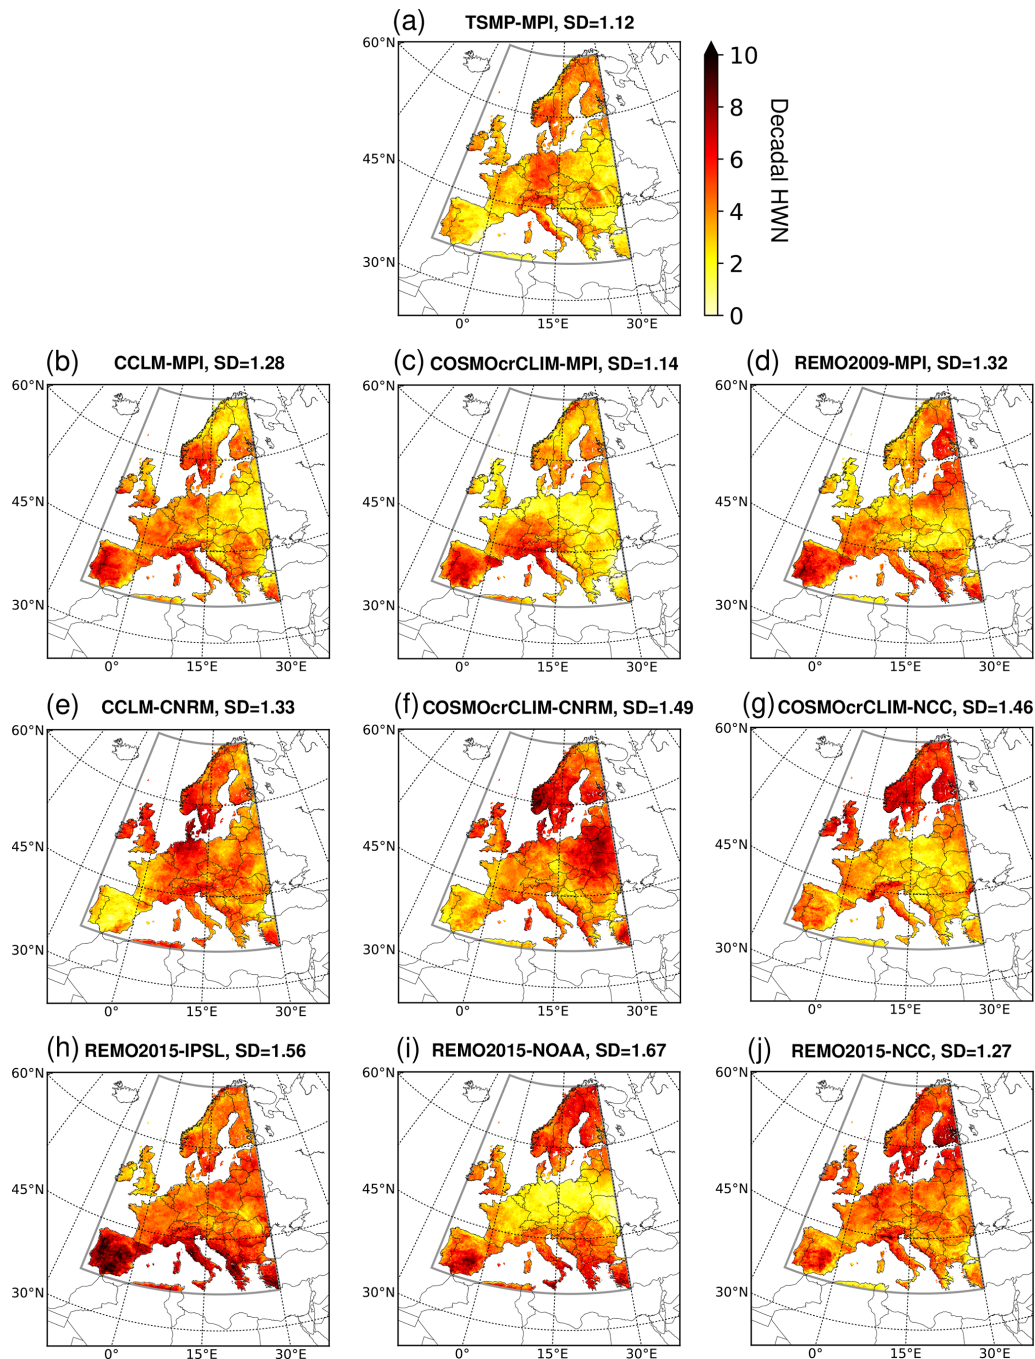 (a) TSMP-MPI, SD=1.12
60°N
45°N
30°N
0° 15°E 30°E
10
8
6
4
2
0
Decadal HWN
(b) CCLM-MPI, SD=1.28
60°N
45°N
30°N
0° 15°E 30°E
(c) COSMOcrCLIM-MPI, SD=1.14
60°N
45°N
30°N
0° 15°E 30°E
(d) REMO2009-MPI, SD=1.32
60°N
45°N
30°N
0° 15°E 30°E
(e) CCLM-CNRM, SD=1.33
60°N
45°N
30°N
0° 15°E 30°E
(f) COSMOcrCLIM-CNRM, SD=1.49
60°N
45°N
30°N
0° 15°E 30°E
(g) COSMOcrCLIM-NCC, SD=1.46
60°N
45°N
30°N
0° 15°E 30°E
(h) REMO2015-IPSL, SD=1.56
60°N
45°N
30°N
0° 15°E 30°E
(i) REMO2015-NOAA, SD=1.67
60°N
45°N
30°N
0° 15°E 30°E
(j) REMO2015-NCC, SD=1.27
60°N
45°N
30°N
0° 15°E 30°E